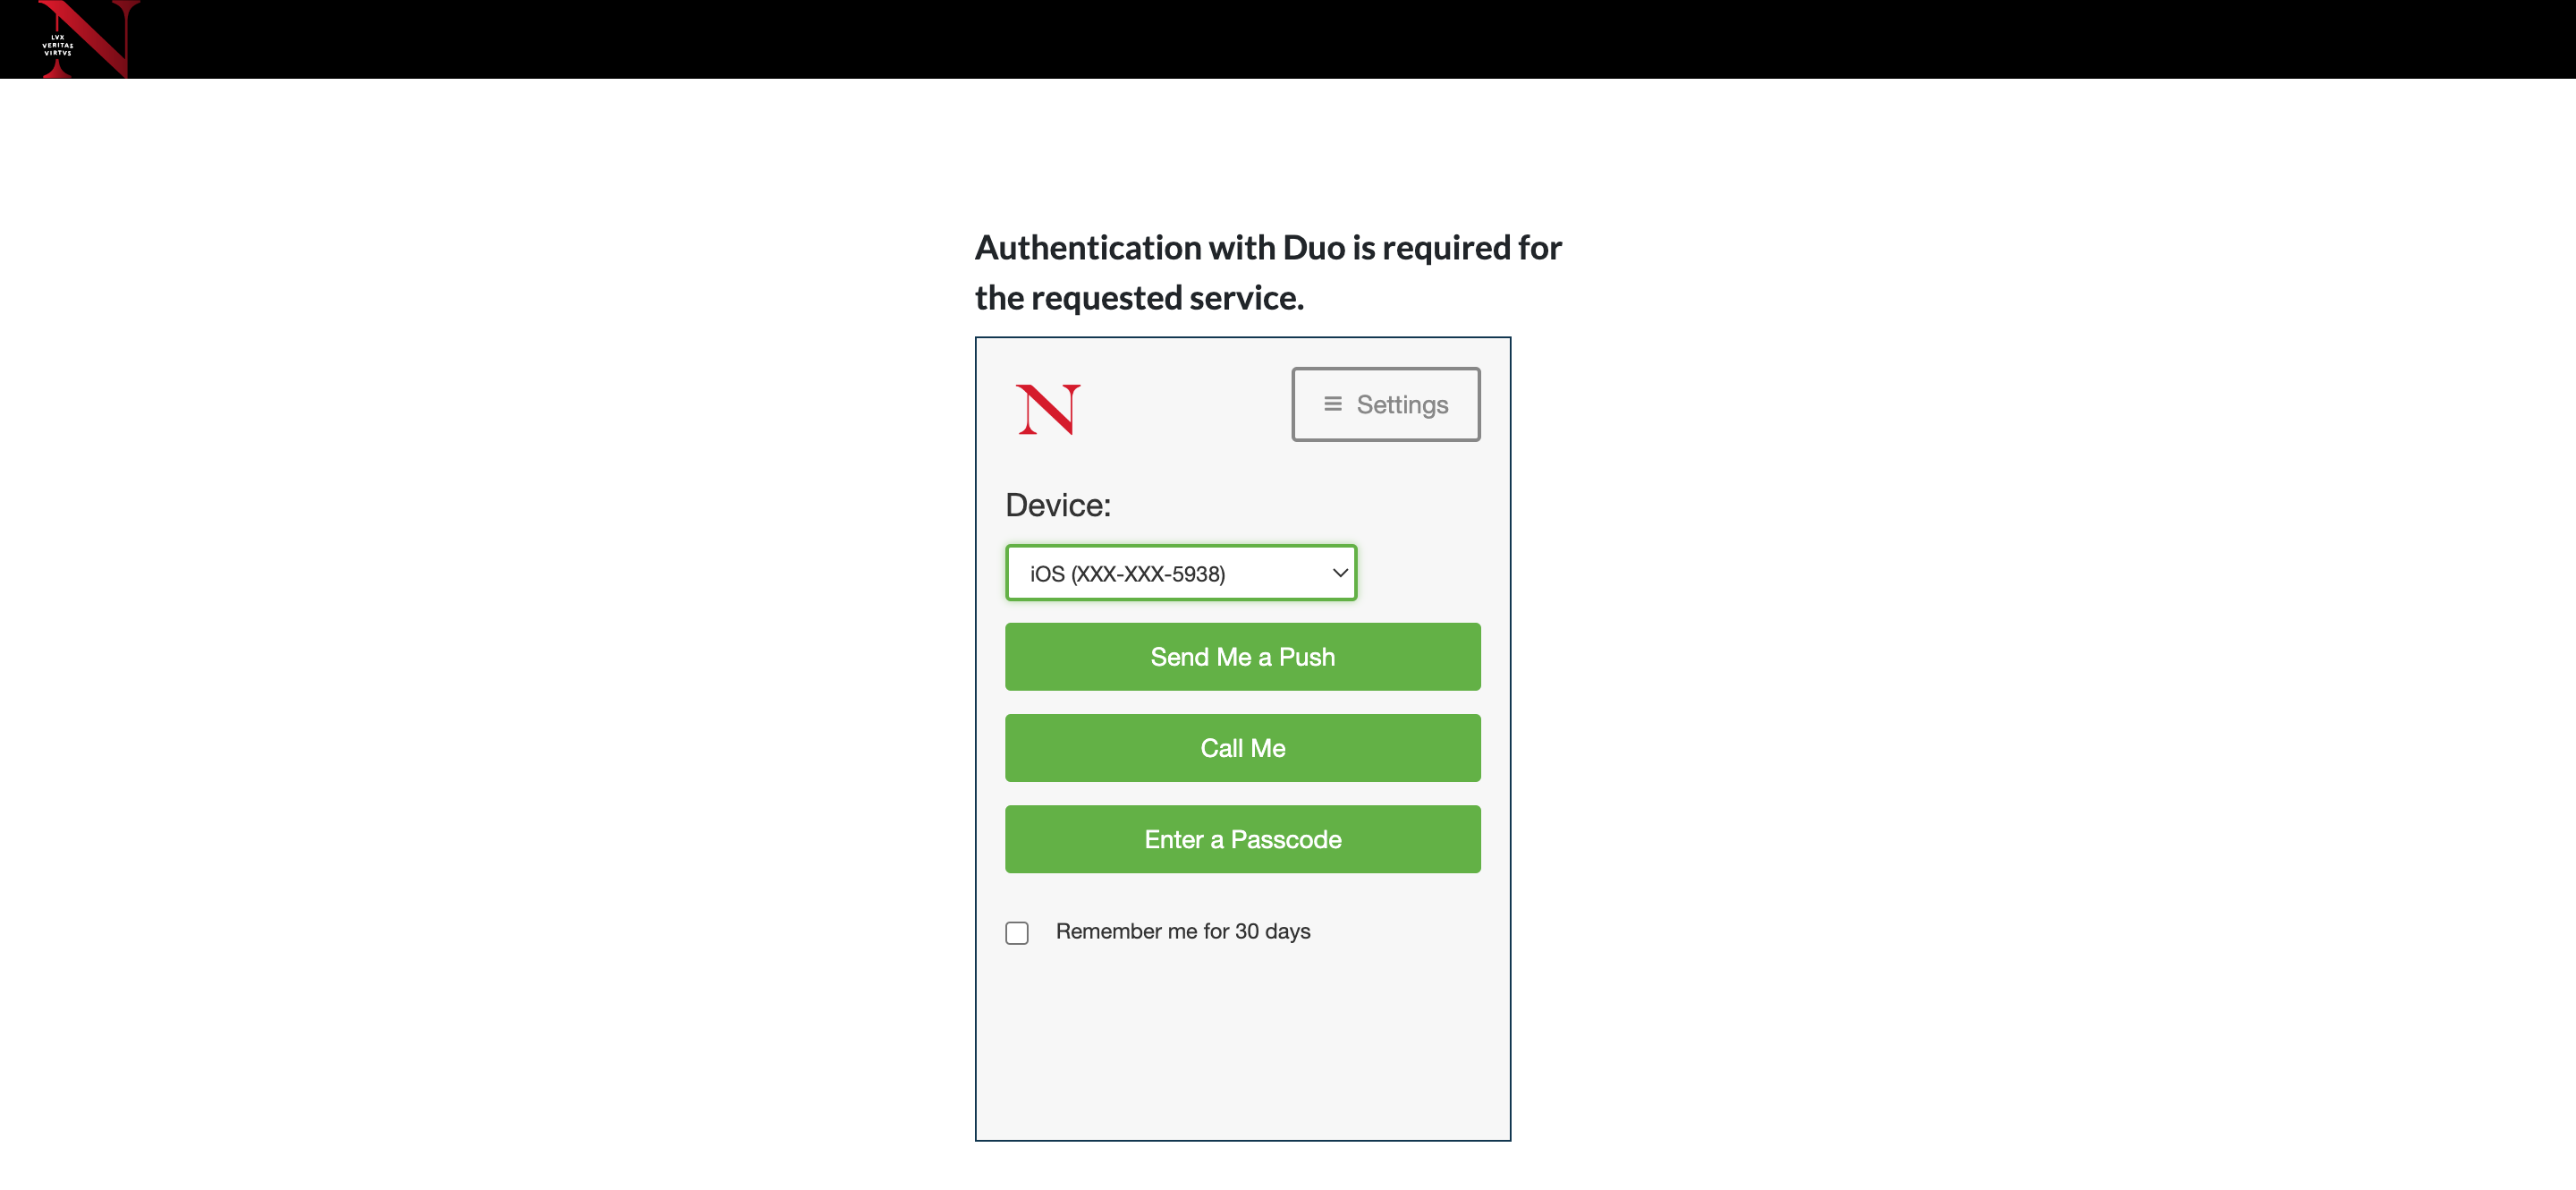 LVX
VERITAS
VIRTVS
N
Authentication with Duo is required for
the requested service.
N
Settings
Device:
iOS (XXX-XXX-5938)
Send Me a Push
Call Me
Enter a Passcode
Remember me for 30 days